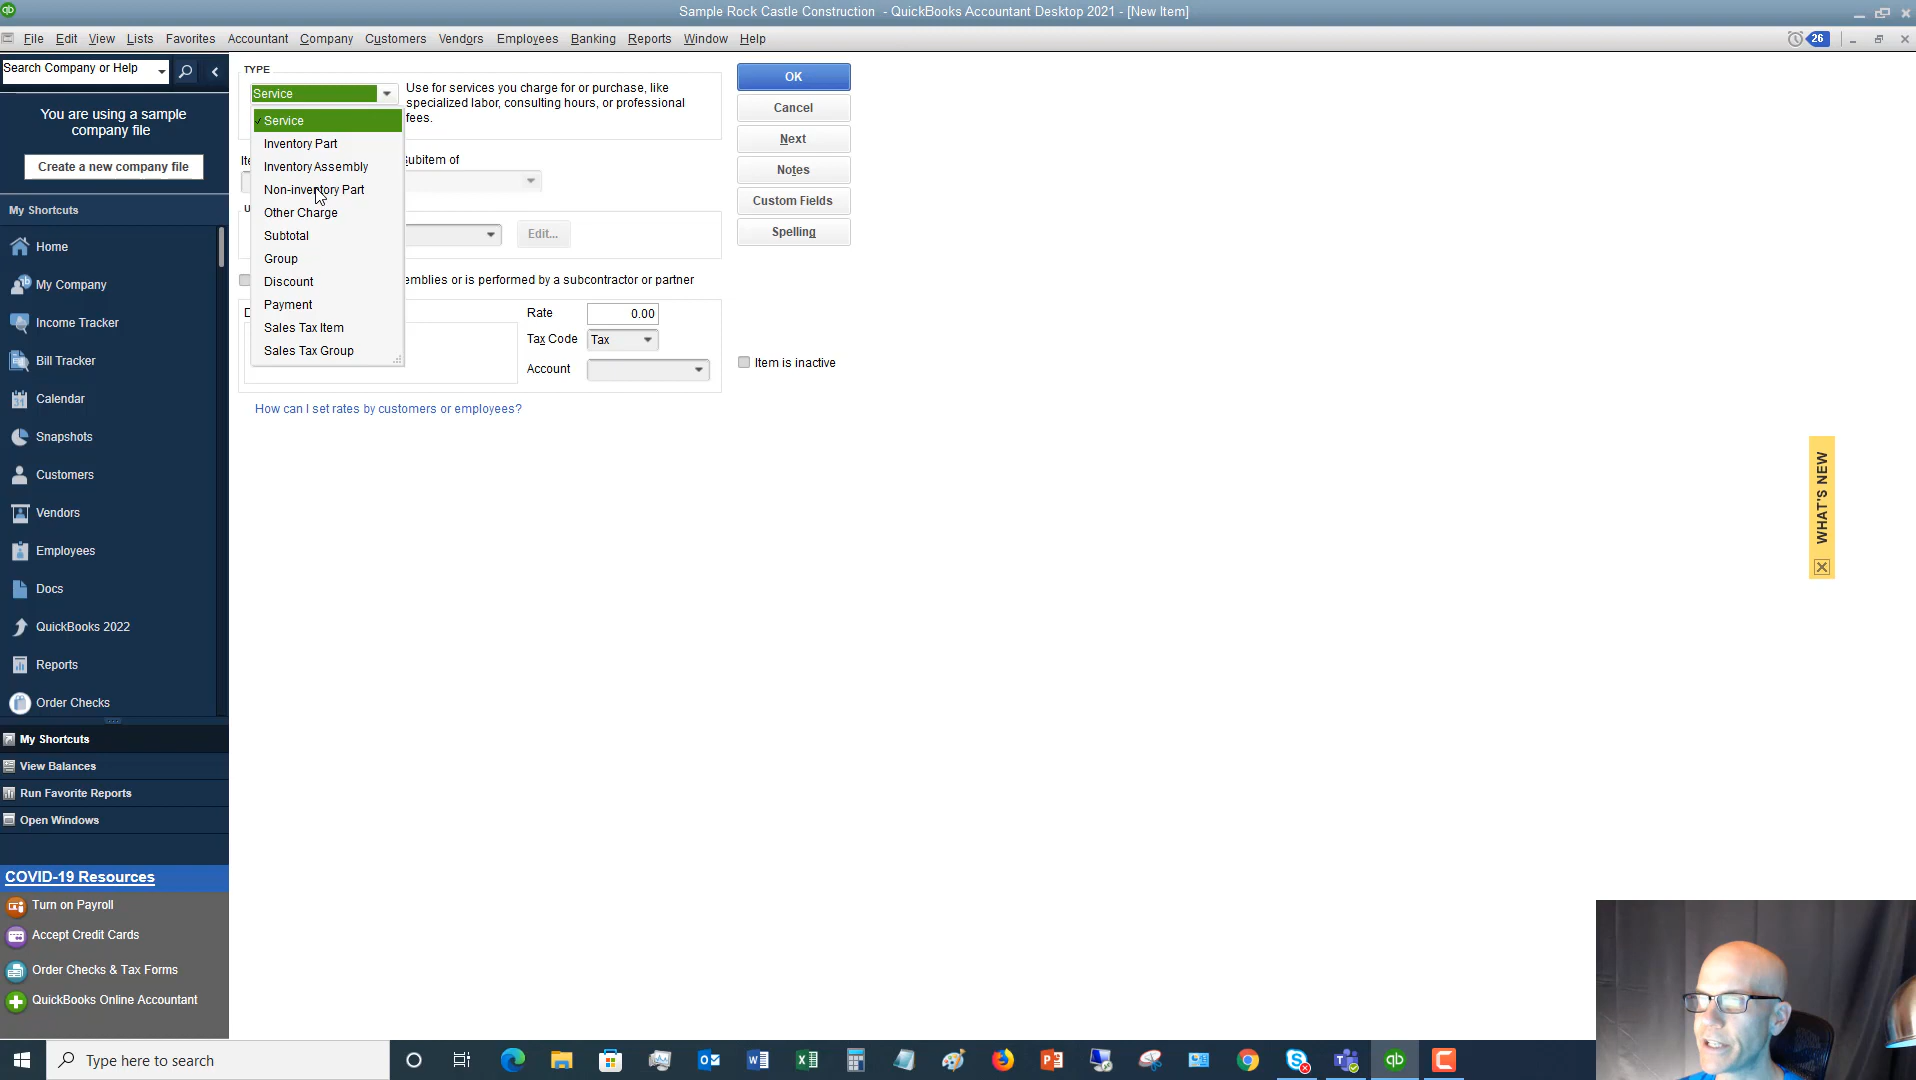 Sample Rock Castle Construction - QuickBooks Accountant Desktop 2021 - [New Item]
File Edit View Lists Favorites Accountant Company Customers Vendors Employees Banking Reports Window Help
26
Search Company or Help
You are using a sample
company file
Create a new company file
My Shortcuts
Home
My Company
Income Tracker
Bill Tracker
Calendar
Snapshots
Customers
Vendors
Employees
Docs
QuickBooks 2022
Reports
Order Checks
My Shortcuts
View Balances
Run Favorite Reports
Open Windows
COVID-19 Resources
Turn on Payroll
Accept Credit Cards
Order Checks & Tax Forms
QuickBooks Online Accountant
TYPE
Service
Use for services you charge for or purchase, like
specialized labor, consulting hours, or professional
fees.
Service
Inventory Part
Inventory Assembly
Non-inventory Part
Other Charge
Subtotal
Group
Discount
Payment
Sales Tax Item
Sales Tax Group
Subitem of
Edit...
emblies or is performed by a subcontractor or partner
Rate 0.00
Tax Code Tax
Account
How can I set rates by customers or employees?
OK
Cancel
Next
Notes
Custom Fields
Spelling
Item is inactive
WHAT'S NEW
Type here to search